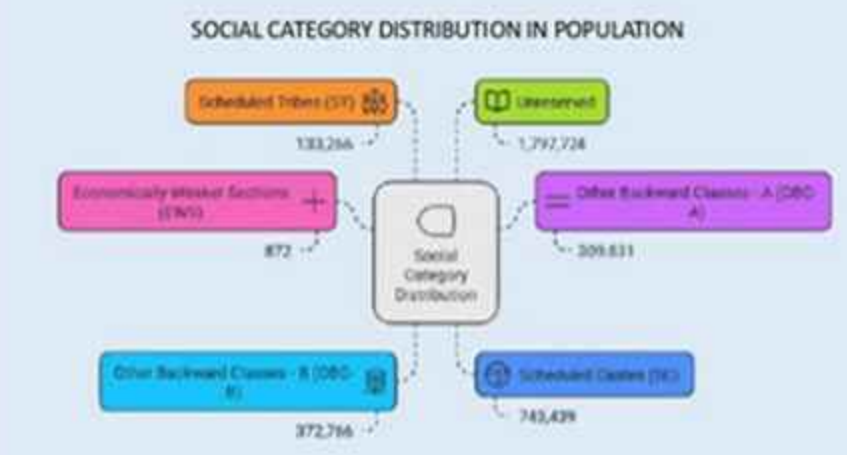 SOCIAL CATEGORY DISTRIBUTION IN POPULATION
Scheduled Tribes (ST)
133,266
Unreserved
1,797,724
Economically Weaker Sections
(EWS)
872
Other Backward Classes - A (OBC-
A)
309,831
Social
Category
Distribution
Other Backward Classes - B (OBC-
B)
372,766
Scheduled Castes (SC)
743,439